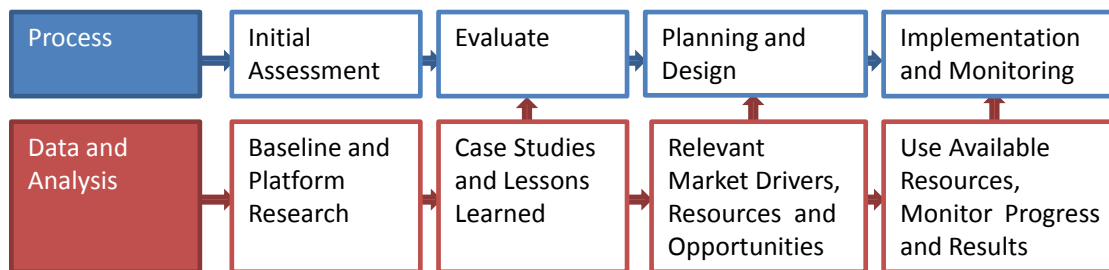 Process
Initial
Assessment
Evaluate
Planning and
Design
Implementation
and Monitoring
Data and
Analysis
Baseline and
Platform
Research
Case Studies
and Lessons
Learned
Relevant
Market Drivers,
Resources and
Opportunities
Use Available
Resources,
Monitor Progress
and Results